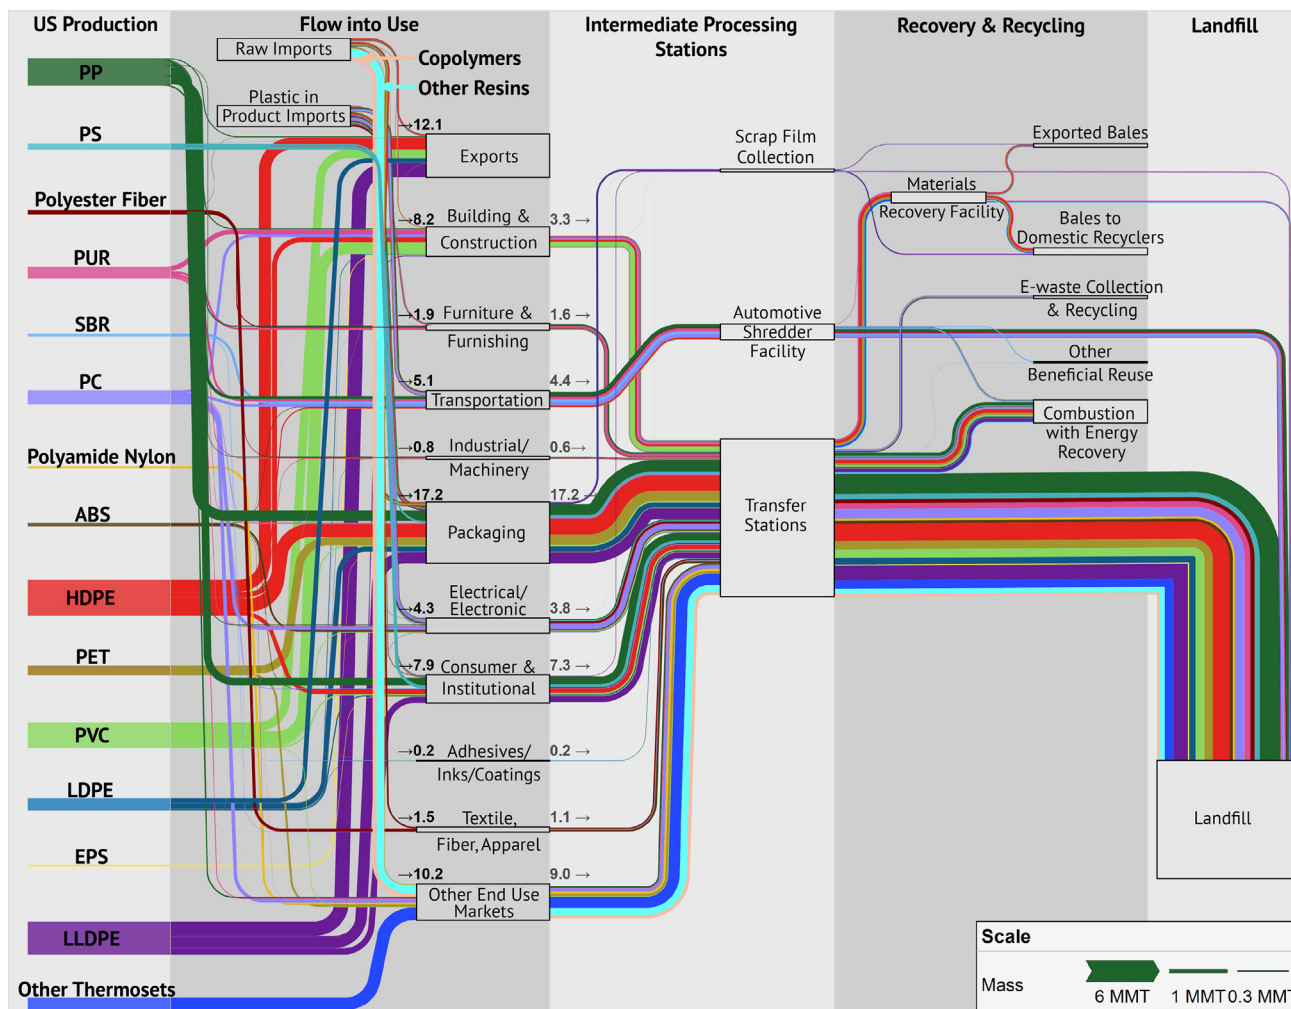 US Production
Flow into Use
Intermediate Processing
Stations
Recovery & Recycling
Landfill
PP
PS
Polyester Fiber
PUR
SBR
PC
Polyamide Nylon
ABS
HDPE
PET
PVC
LDPE
EPS
LLDPE
Other Thermosets
Raw Imports
Copolymers
Other Resins
Plastic in
Product Imports
→12.1
Exports
→8.2 Building & 3.3 →
Construction
→1.9 Furniture & 1.6 →
Furnishing
→5.1 4.4 →
Transportation
→0.8 Industrial/ 0.6→
Machinery
→17.2 17.2 →
Packaging
Electrical/
→4.3 Electronic 3.8 →
→7.9 Consumer & 7.3 →
Institutional
→0.2 Adhesives/ 0.2 →
Inks/Coatings
→1.5 Textile, 1.1 →
Fiber, Apparel
→10.2 9.0 →
Other End Use
Markets
Scrap Film
Collection
Automotive
Shredder
Facility
Transfer
Stations
Exported Bales
Materials
Recovery Facility
Bales to
Domestic Recyclers
E-waste Collection
& Recycling
Other
Beneficial Reuse
Combustion
with Energy
Recovery
Landfill
Scale
Mass
6 MMT 1 MMT 0.3 MMT